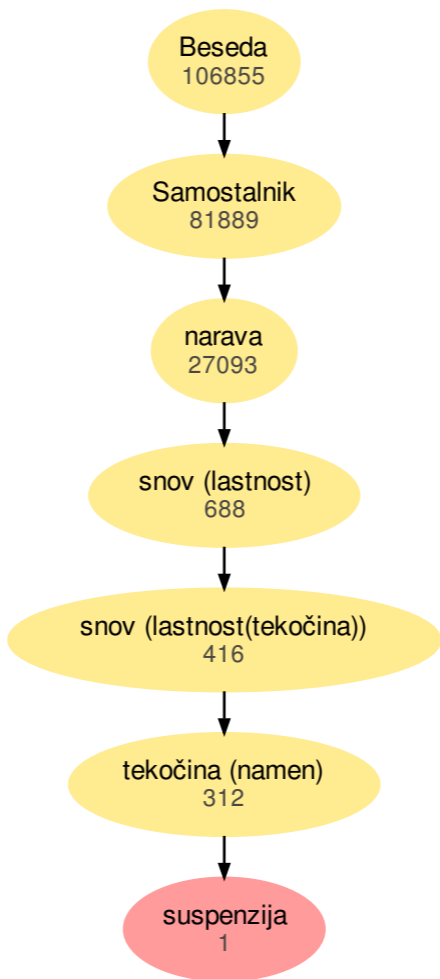 Beseda
106855
Samostalnik
81889
narava
27093
snov (lastnost)
688
snov (lastnost(tekočina))
416
tekočina (namen)
312
suspenzija
1